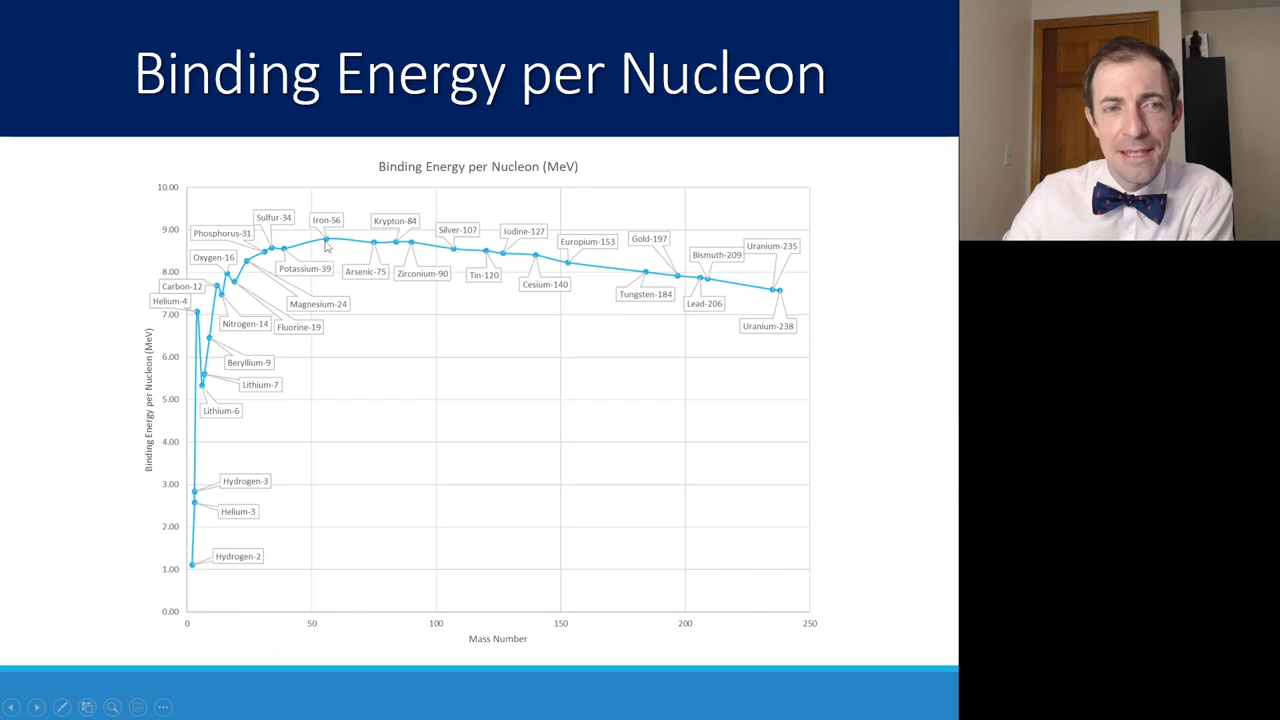 Binding Energy per Nucleon
Binding Energy per Nucleon (MeV)
10.00
9.00
8.00
7.00
6.00
5.00
4.00
3.00
2.00
1.00
0.00
Binding Energy per Nucleon (MeV)
Sulfur-34
Iron-56
Krypton-84
Phosphorus-31
Silver-107
Iodine-127
Europium-153
Gold-197
Uranium-235
Bismuth-209
Oxygen-16
Potassium-39
Arsenic-75
Zirconium-90
Tin-120
Cesium-140
Carbon-12
Tungsten-184
Lead-206
Helium-4
Magnesium-24
Nitrogen-14
Fluorine-19
Uranium-238
Beryllium-9
Lithium-7
Lithium-6
Hydrogen-3
Helium-3
Hydrogen-2
0 50 100 150 200 250
Mass Number